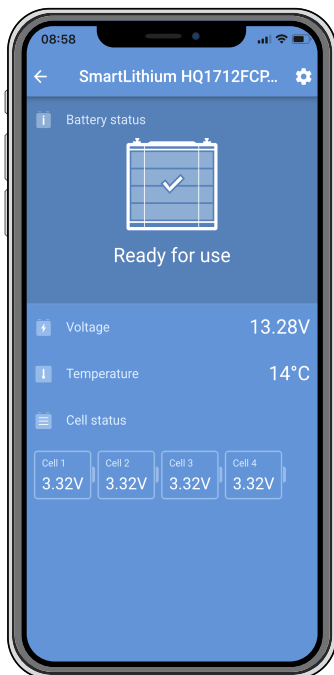 08:58
SmartLithium HQ1712FCP...
Battery status
Ready for use
Voltage 13.28V
Temperature 14°C
Cell status
Cell 1 Cell 2 Cell 3 Cell 4
3.32V 3.32V 3.32V 3.32V